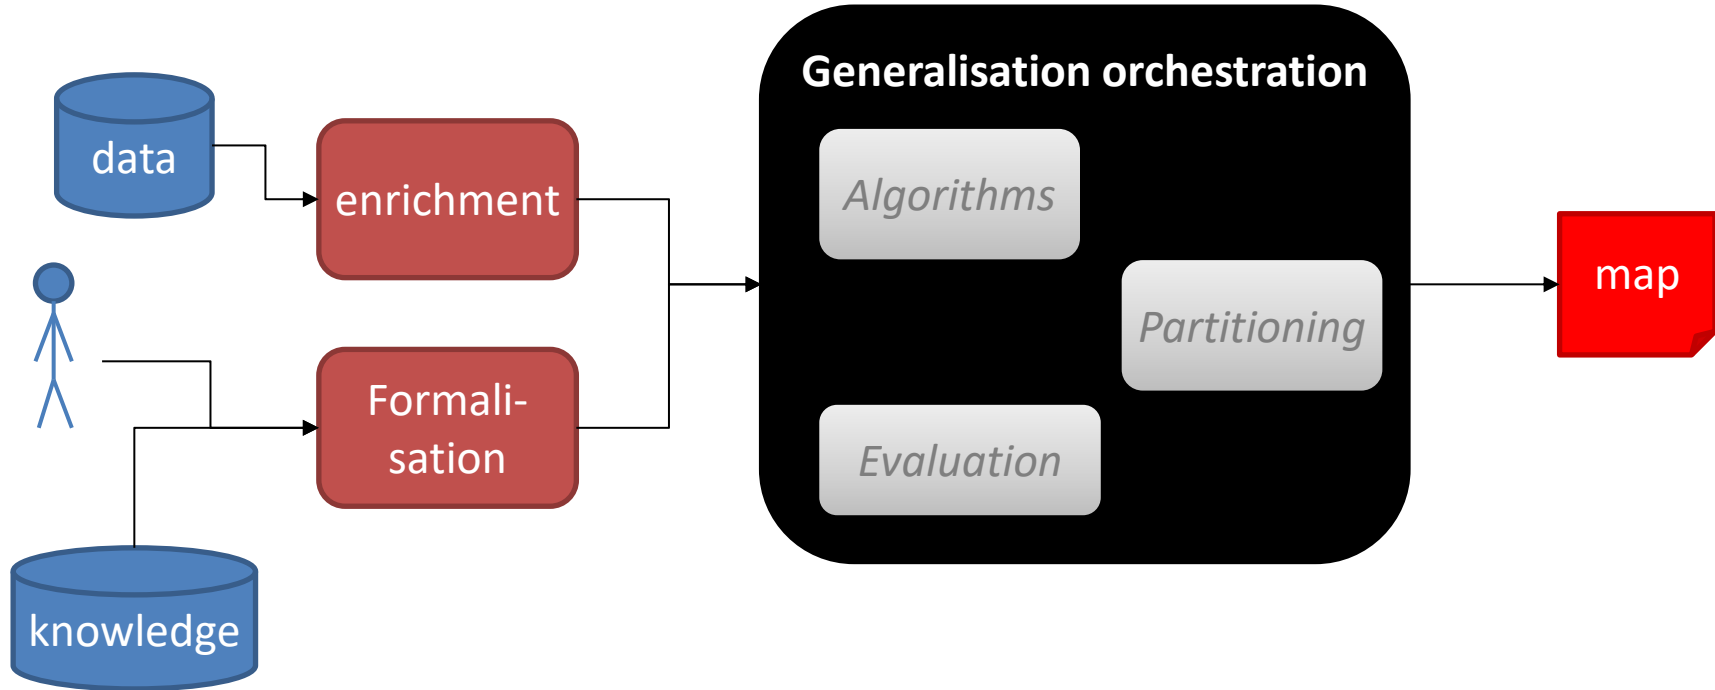 data
enrichment
Formali-
sation
knowledge
Generalisation orchestration
Algorithms
Partitioning
Evaluation
map